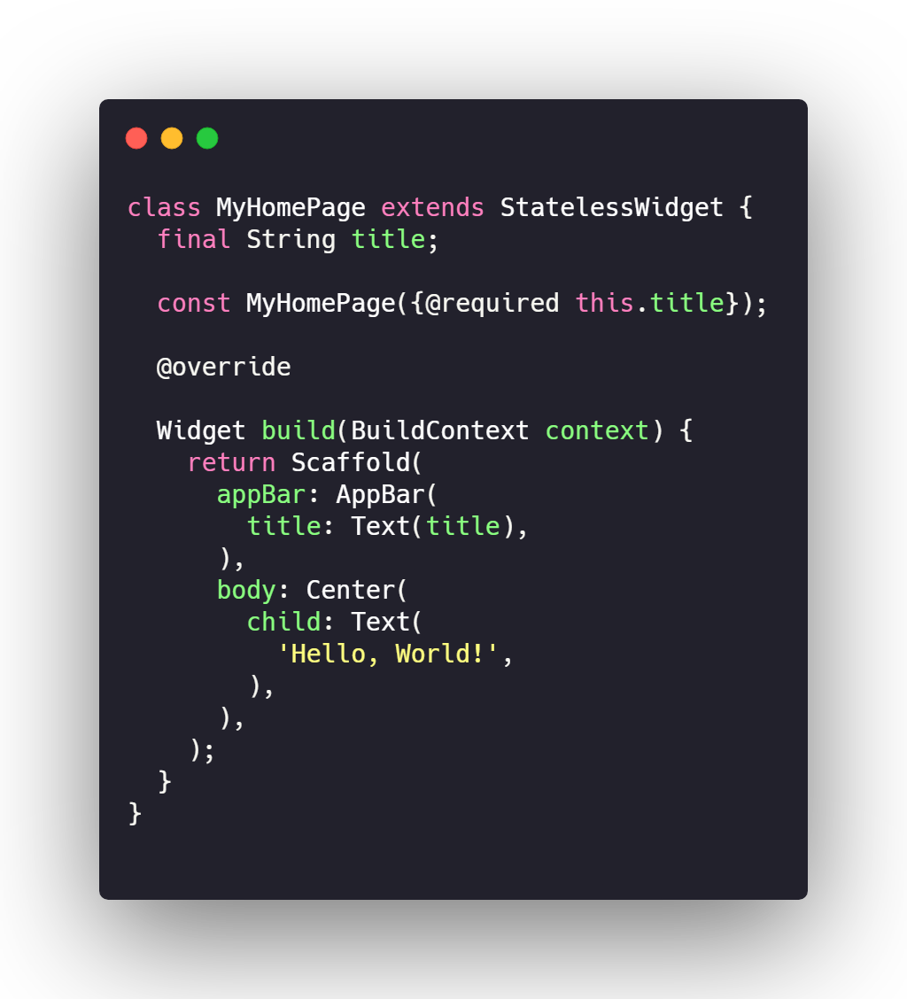 class MyHomePage extends StatelessWidget {
  final String title;

  const MyHomePage({@required this.title});

  @override

  Widget build(BuildContext context) {
    return Scaffold(
      appBar: AppBar(
        title: Text(title),
      ),
      body: Center(
        child: Text(
          'Hello, World!',
        ),
      ),
    );
  }
}